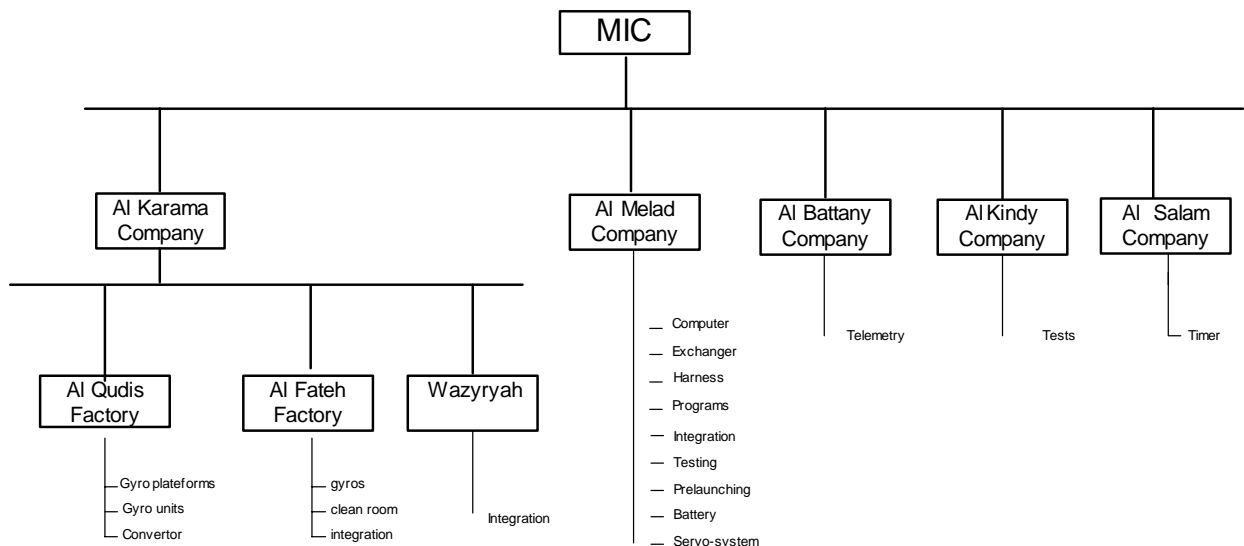 MIC
Al Karama
Company
Al Melad
Company
Al Battany
Company
Al Kindy
Company
Al Salam
Company
Al Qudis
Factory
Gyro plateforms
Gyro units
Convertor
Al Fateh
Factory
gyros
clean room
integration
Wazyryah
Integration
Computer
Exchanger
Harness
Programs
Integration
Testing
Prelaunching
Battery
Servo-system
Telemetry
Tests
Timer